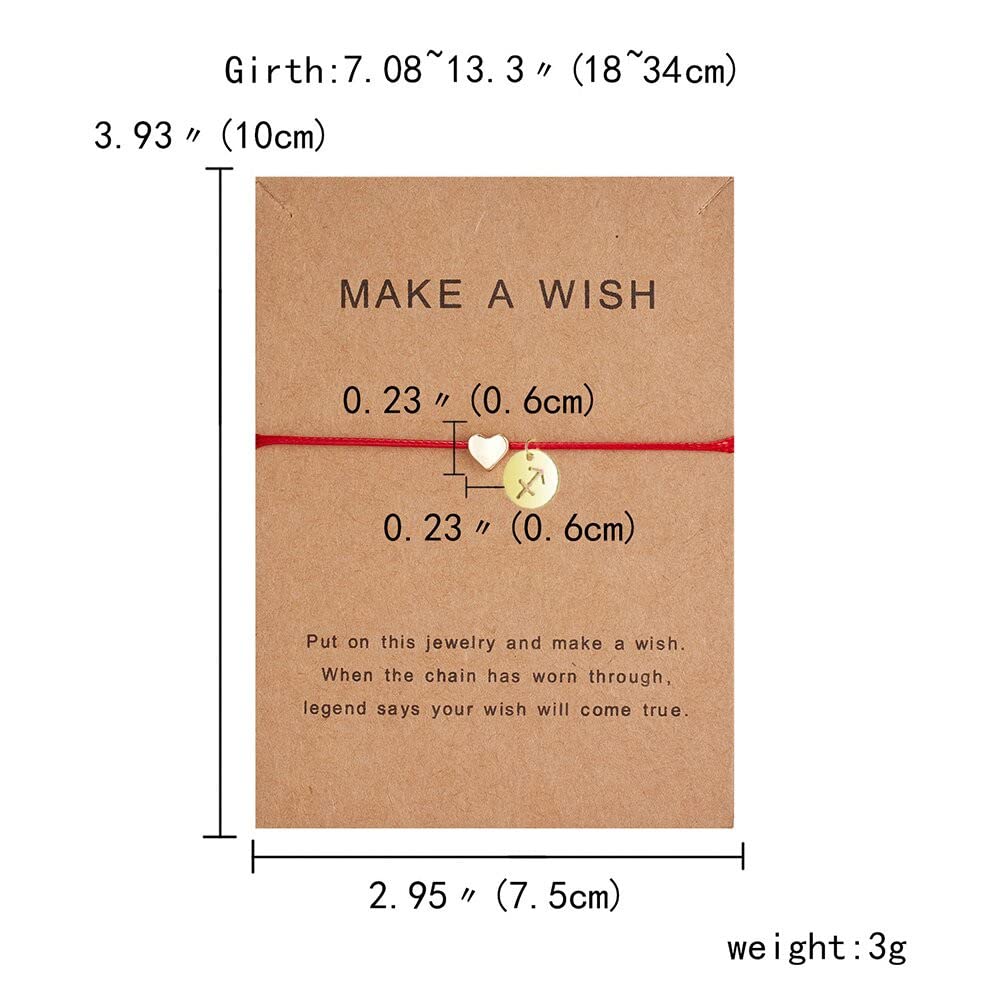 Girth:7.08~13.3〃(18~34cm)
3.93〃(10cm)
MAKE A WISH
0.23〃(0.6cm)
0.23〃(0.6cm)
Put on this jewelry and make a wish.
When the chain has worn through,
legend says your wish will come true.
2.95〃(7.5cm)
weight:3g